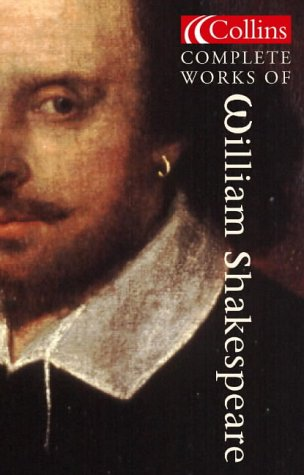 Collins
COMPLETE
WORKS OF
William Shakespeare